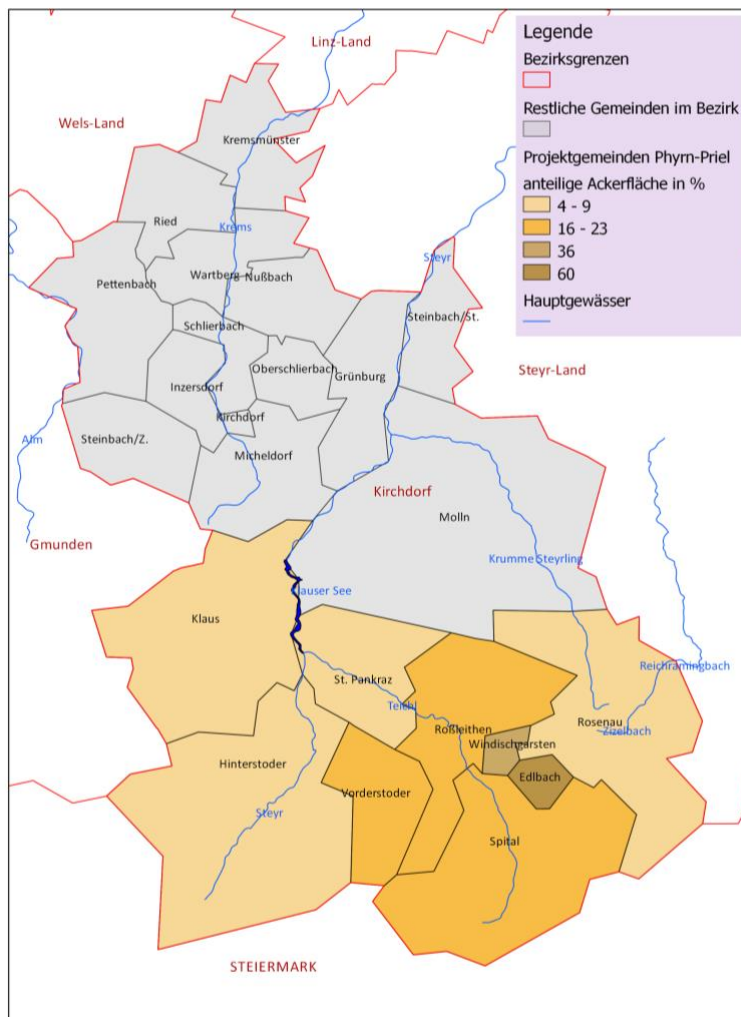 Linz-Land
Wels-Land
Kremsmünster
Ried
Krems
Pettenbach
Wartberg
Nußbach
Steyr
Schlierbach
Steinbach/St.
Oberschlierbach
Grünburg
Inzersdorf
Steyr-Land
Kirchdorf
Steinbach/Z.
Alm
Micheldorf
Kirchdorf
Molln
Gmunden
Krumme Steyrling
Klauser See
Klaus
Reichramingbach
St. Pankraz
Teichl
Rosenau
Zizelbach
Roßleithen
Windischgarsten
Hinterstoder
Edlbach
Vorderstoder
Steyr
Spital
STEIERMARK
Legende
Bezirksgrenzen
Restliche Gemeinden im Bezirk
Projektgemeinden Phyrn-Priel
anteilige Ackerfläche in %
4 - 9
16 - 23
36
60
Hauptgewässer